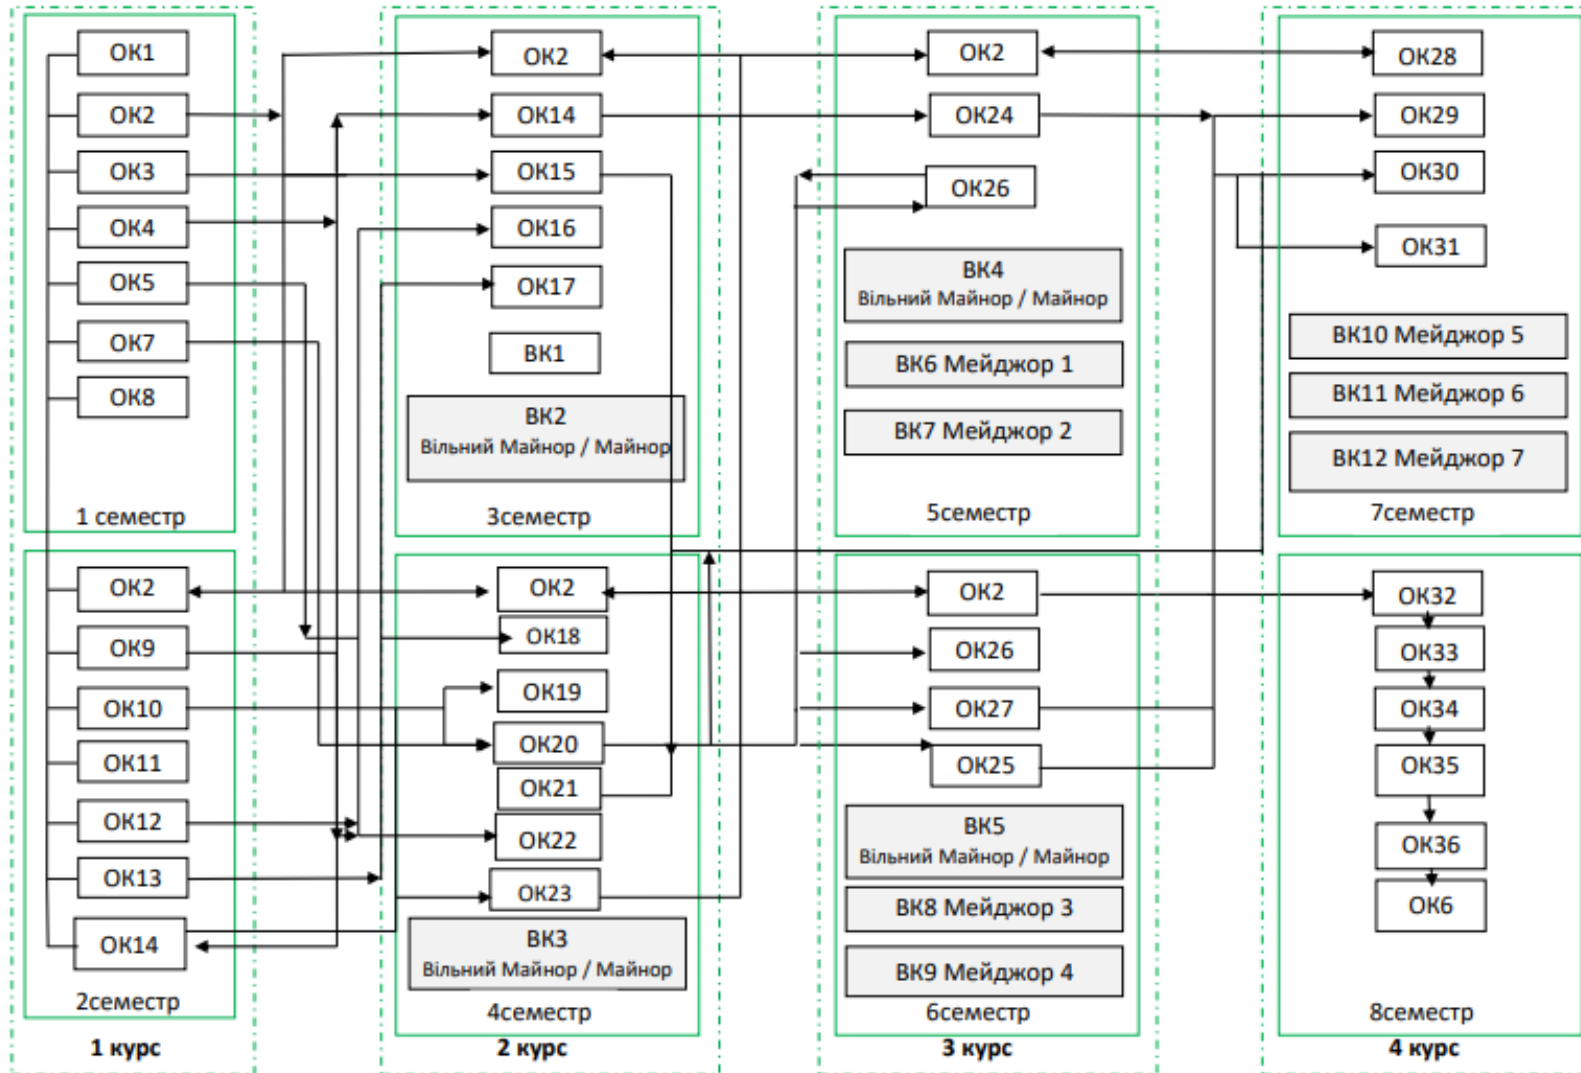 ОК1
ОК2
ОК3
ОК4
ОК5
ОК7
ОК8
1 семестр
ОК2
ОК9
ОК10
ОК11
ОК12
ОК13
ОК14
2семестр
1 курс
ОК2
ОК14
ОК15
ОК16
ОК17
ВК1
ВК2
Вільний Майнор / Майнор
3семестр
ОК2
ОК18
ОК19
ОК20
ОК21
ОК22
ОК23
ВК3
Вільний Майнор / Майнор
4семестр
2 курс
ОК2
ОК24
ОК26
ВК4
Вільний Майнор / Майнор
ВК6 Мейджор 1
ВК7 Мейджор 2
5семестр
ОК2
ОК26
ОК27
ОК25
ВК5
Вільний Майнор / Майнор
ВК8 Мейджор 3
ВК9 Мейджор 4
6семестр
3 курс
ОК28
ОК29
ОК30
ОК31
ВК10 Мейджор 5
ВК11 Мейджор 6
ВК12 Мейджор 7
7семестр
ОК32
ОК33
ОК34
ОК35
ОК36
ОК6
8семестр
4 курс